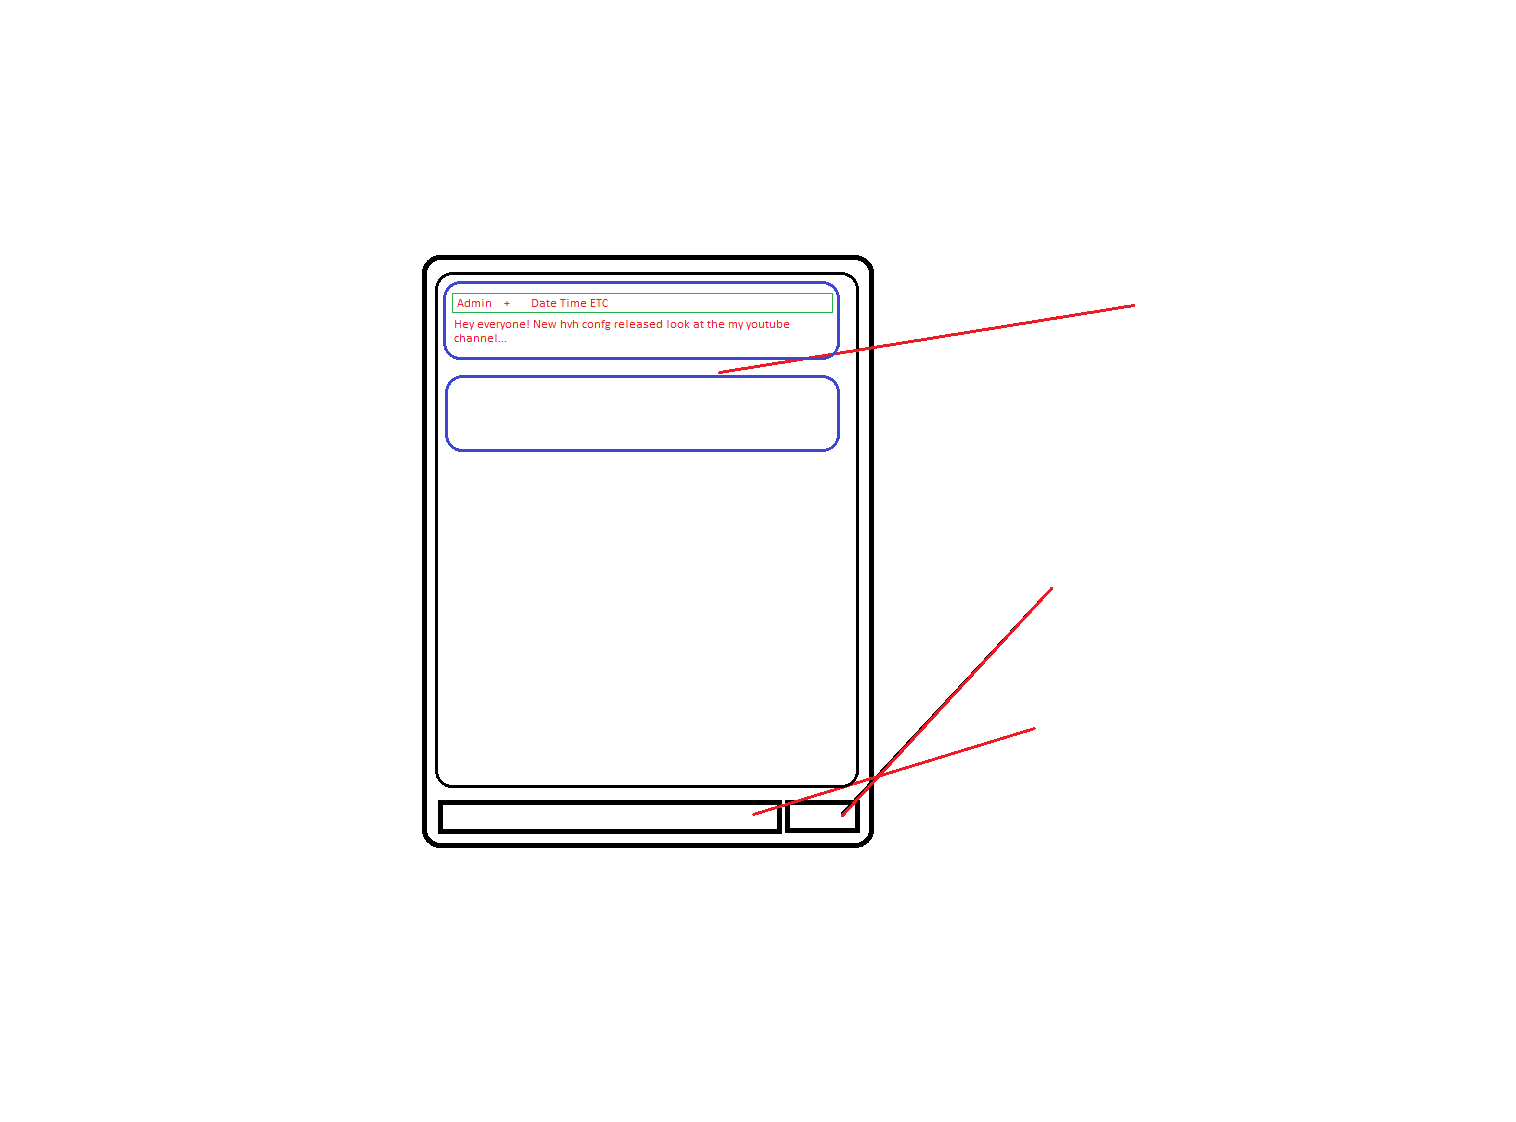 Admin + Date Time ETC
Hey everyone! New hvh confg released look at the my youtube
channel...